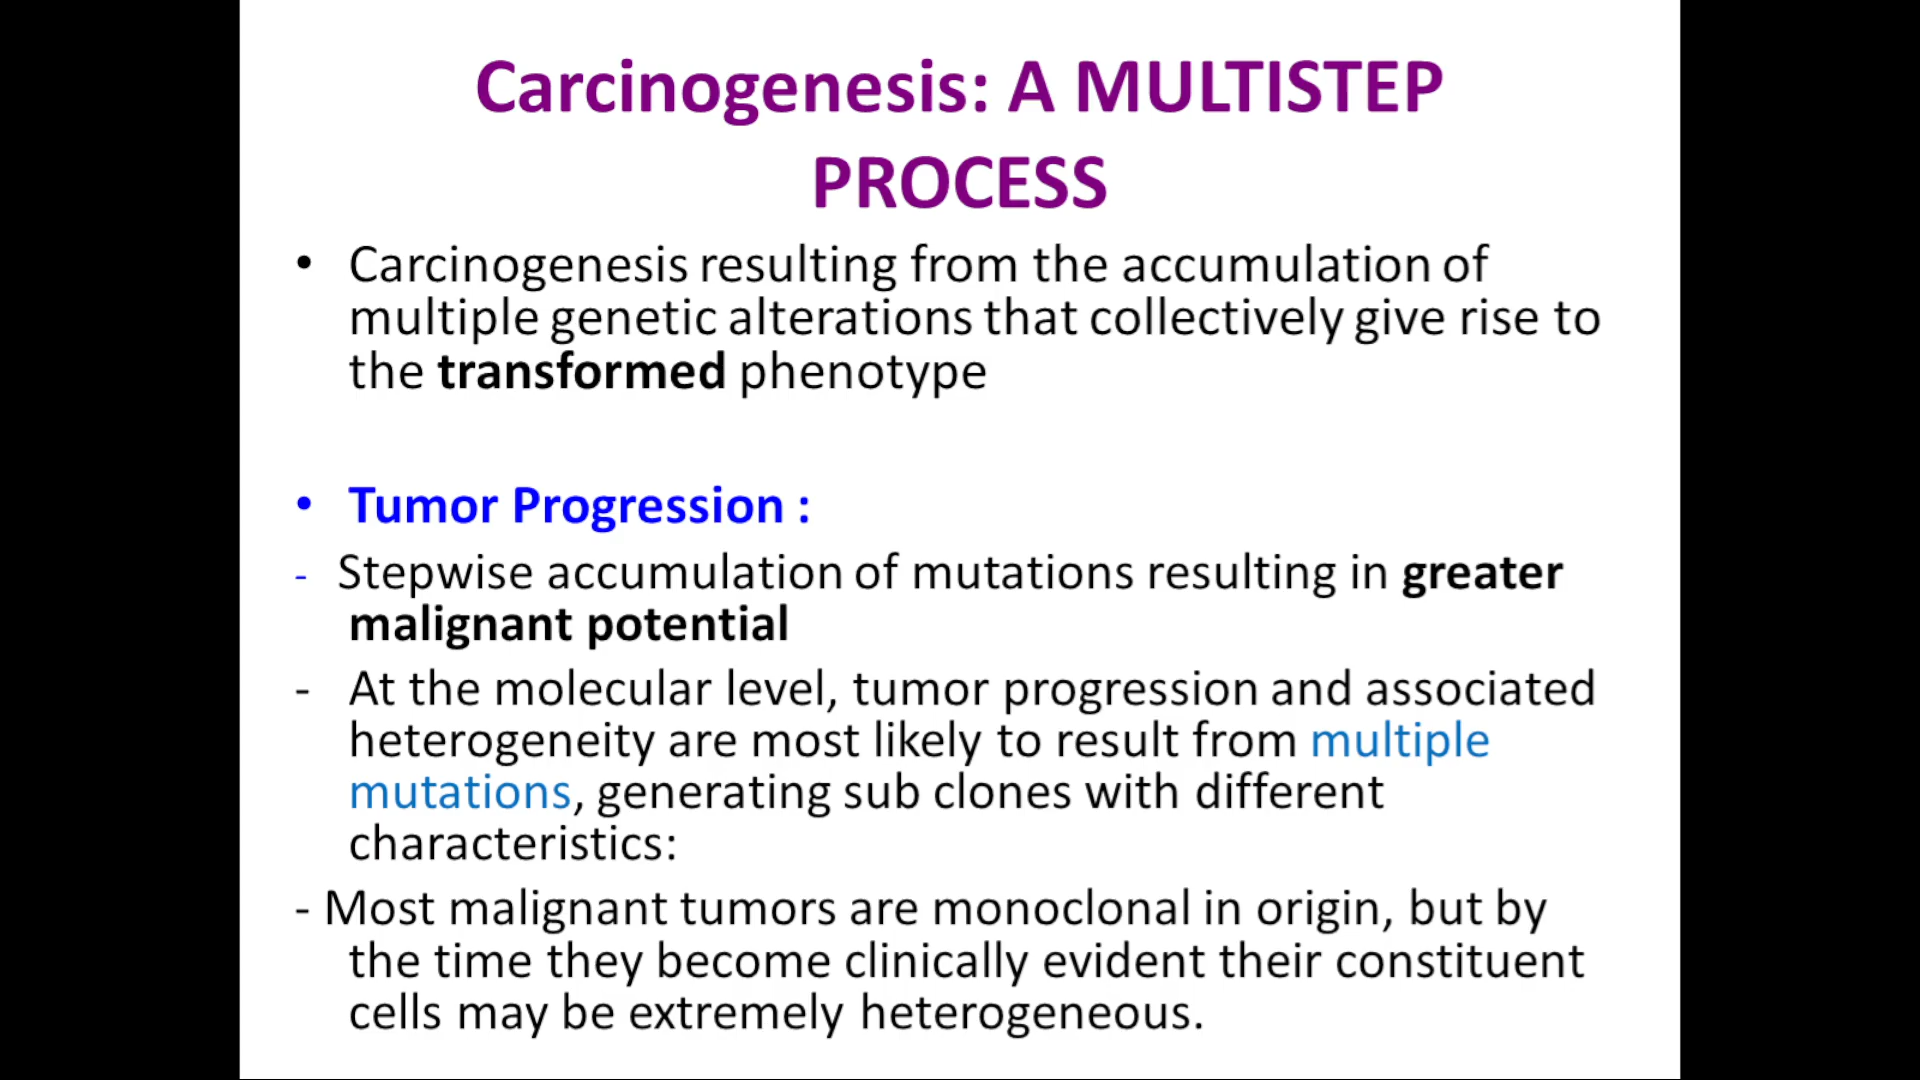 Carcinogenesis: A MULTISTEP
PROCESS
• Carcinogenesis resulting from the accumulation of
multiple genetic alterations that collectively give rise to
the transformed phenotype
• Tumor Progression :
- Stepwise accumulation of mutations resulting in greater
malignant potential
- At the molecular level, tumor progression and associated
heterogeneity are most likely to result from multiple
mutations, generating sub clones with different
characteristics:
- Most malignant tumors are monoclonal in origin, but by
the time they become clinically evident their constituent
cells may be extremely heterogeneous.